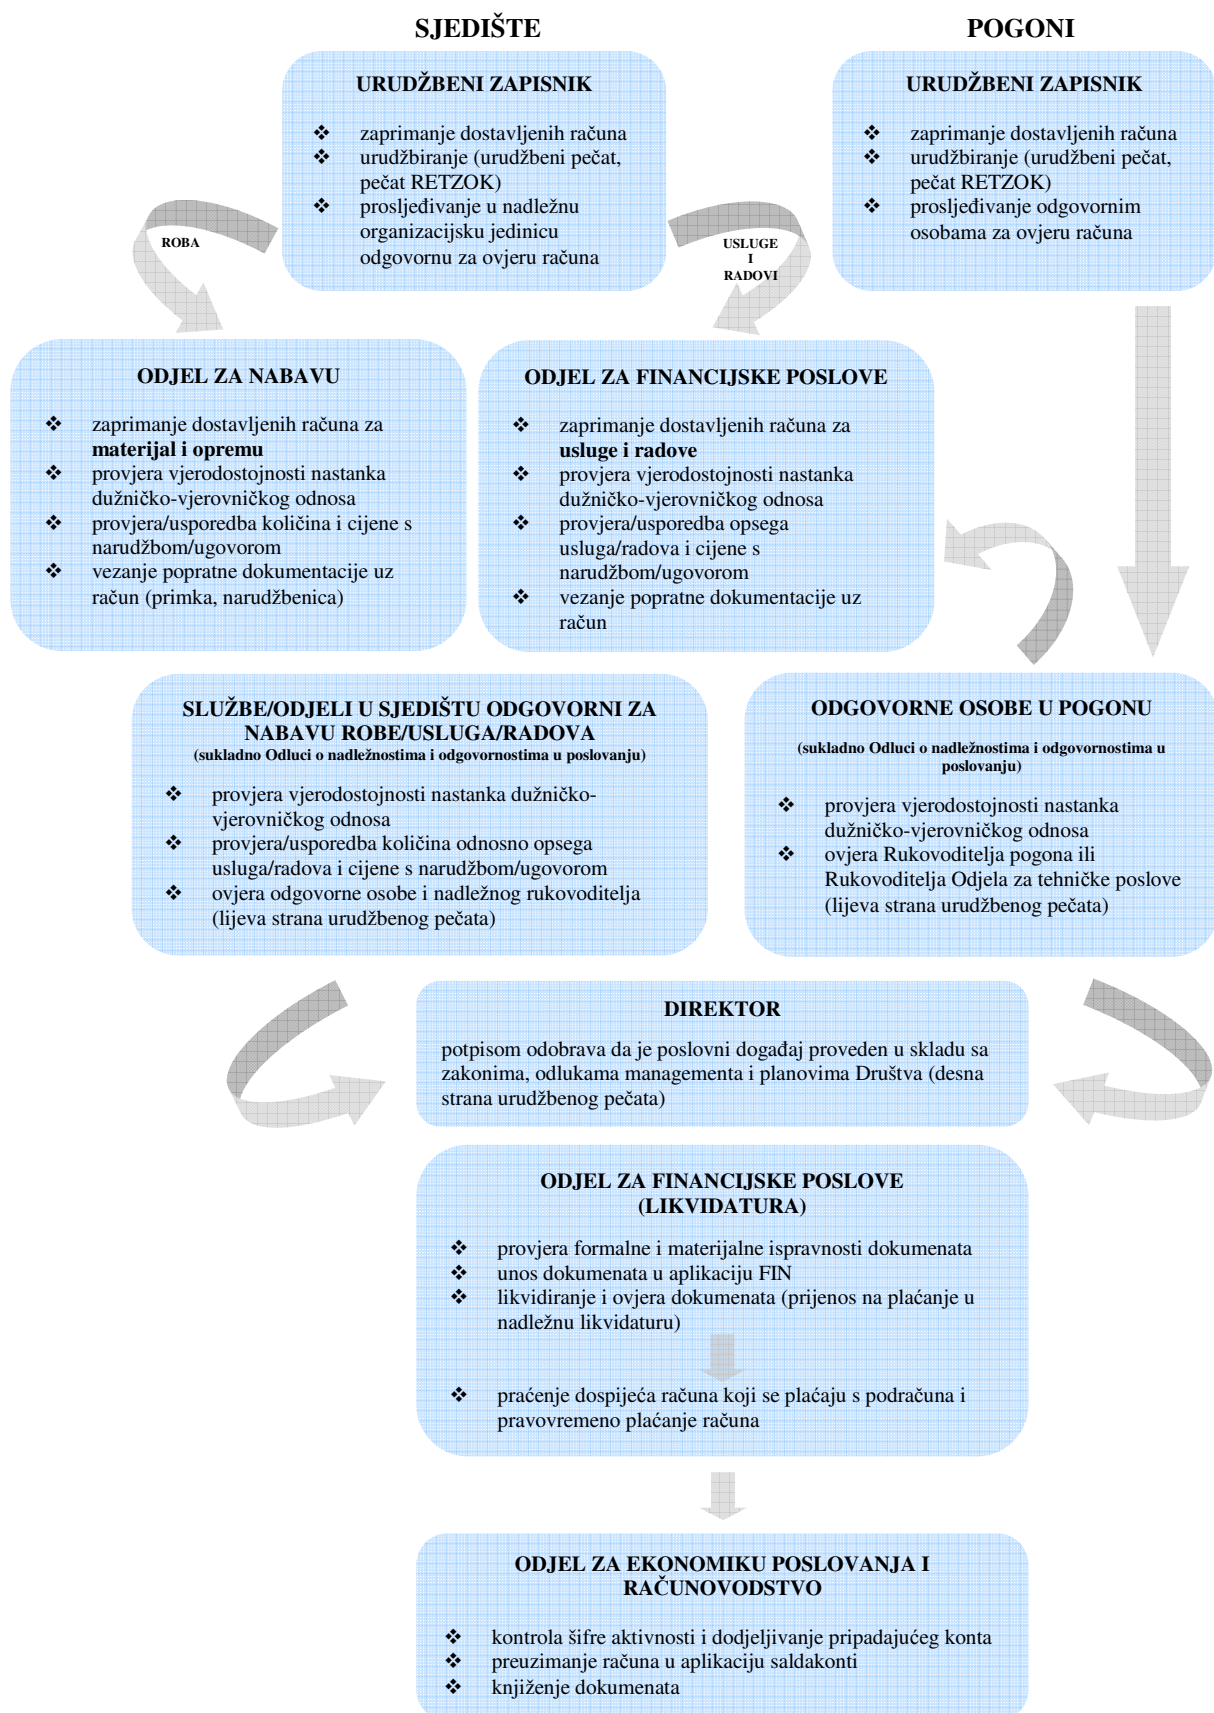 SJEDIŠTE
POGONI
URUDŽBENI ZAPISNIK
❖ zaprimanje dostavljenih računa
❖ urudžbiranje (urudžbeni pečat,
pečat RETZOK)
❖ prosljeđivanje u nadležnu
organizacijsku jedinicu
odgovornu za ovjeru računa
URUDŽBENI ZAPISNIK
❖ zaprimanje dostavljenih računa
❖ urudžbiranje (urudžbeni pečat,
pečat RETZOK)
❖ prosljeđivanje odgovornim
osobama za ovjeru računa
ROBA
USLUGE
I
RADOVI
ODJEL ZA NABAVU
❖ zaprimanje dostavljenih računa za
materijal i opremu
❖ provjera vjerodostojnosti nastanka
dužničko-vjerovničkog odnosa
❖ provjera/usporedba količina i cijene s
narudžbom/ugovorom
❖ vezanje popratne dokumentacije uz
račun (primka, narudžbenica)
ODJEL ZA FINANCIJSKE POSLOVE
❖ zaprimanje dostavljenih računa za
usluge i radove
❖ provjera vjerodostojnosti nastanka
dužničko-vjerovničkog odnosa
❖ provjera/usporedba opsega
usluga/radova i cijene s
narudžbom/ugovorom
❖ vezanje popratne dokumentacije uz
račun
SLUŽBE/ODJELI U SJEDIŠTU ODGOVORNI ZA
NABAVU ROBE/USLUGA/RADOVA
(sukladno Odluci o nadležnostima i odgovornostima u poslovanju)
❖ provjera vjerodostojnosti nastanka dužničko-
vjerovničkog odnosa
❖ provjera/usporedba količina odnosno opsega
usluga/radova i cijene s narudžbom/ugovorom
❖ ovjera odgovorne osobe i nadležnog rukovoditelja
(lijeva strana urudžbenog pečata)
ODGOVORNE OSOBE U POGONU
(sukladno Odluci o nadležnostima i odgovornostima u
poslovanju)
❖ provjera vjerodostojnosti nastanka
dužničko-vjerovničkog odnosa
❖ ovjera Rukovoditelja pogona ili
Rukovoditelja Odjela za tehničke poslove
(lijeva strana urudžbenog pečata)
DIREKTOR
potpisom odobrava da je poslovni događaj proveden u skladu sa
zakonima, odlukama managementa i planovima Društva (desna
strana urudžbenog pečata)
ODJEL ZA FINANCIJSKE POSLOVE
(LIKVIDATURA)
❖ provjera formalne i materijalne ispravnosti dokumenata
❖ unos dokumenata u aplikaciju FIN
❖ likvidiranje i ovjera dokumenata (prijenos na plaćanje u
nadležnu likvidaturu)
❖ praćenje dospijeća računa koji se plaćaju s podračuna i
pravovremeno plaćanje računa
ODJEL ZA EKONOMIKU POSLOVANJA I
RAČUNOVODSTVO
❖ kontrola šifre aktivnosti i dodjeljivanje pripadajućeg konta
❖ preuzimanje računa u aplikaciju saldakonti
❖ knjiženje dokumenata